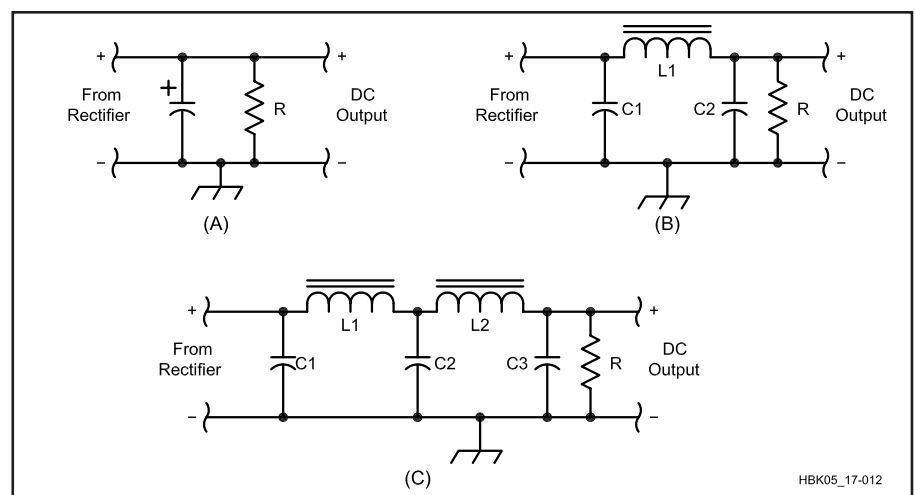 +
+
From
Rectifier
+
R
DC
Output
−
−
(A)
+
L1
+
From
Rectifier
C1
C2
R
DC
Output
−
−
(B)
+
L1
L2
+
From
Rectifier
C1
C2
C3
R
DC
Output
−
−
(C)
HBK05_17-012